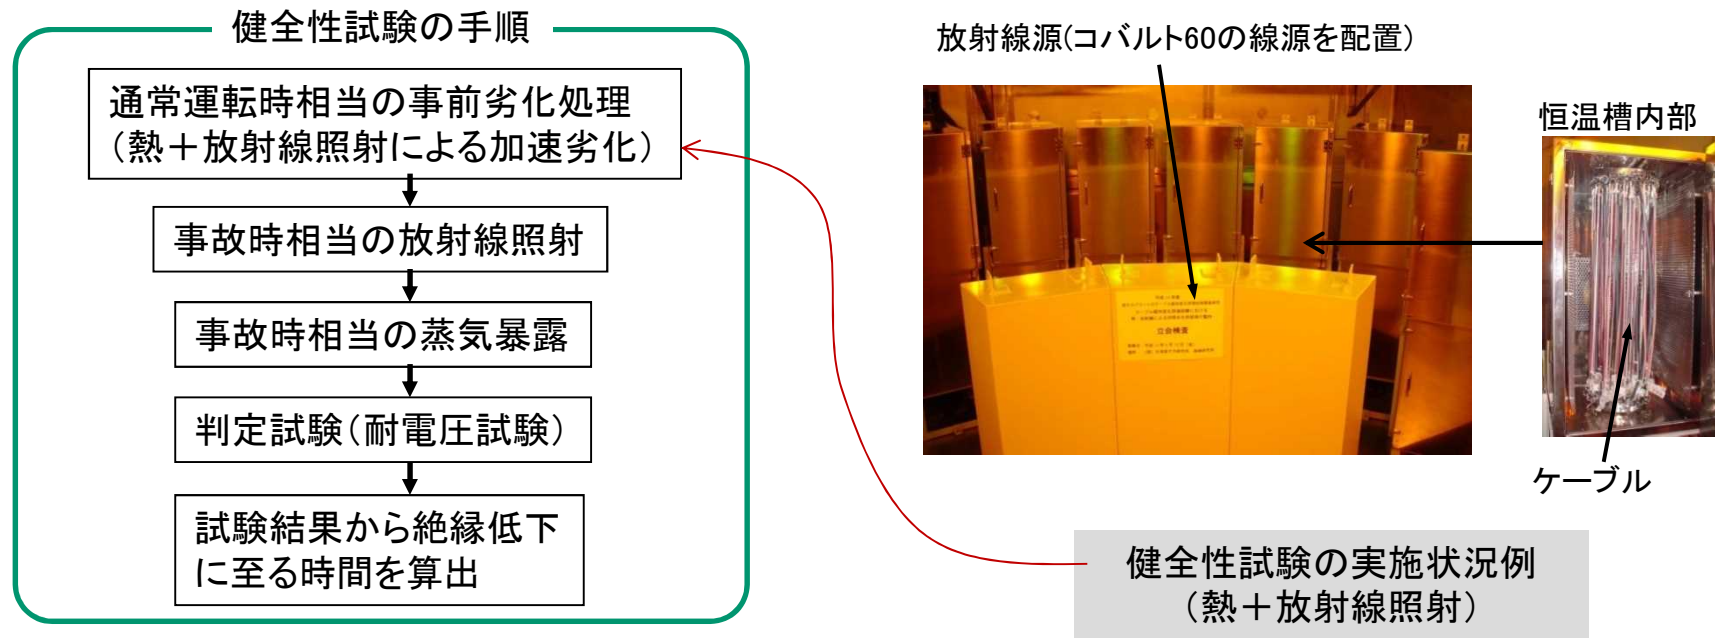 健全性試験の手順
通常運転時相当の事前劣化処理
（熱＋放射線照射による加速劣化）
事故時相当の放射線照射
事故時相当の蒸気暴露
判定試験（耐電圧試験）
試験結果から絶縁低下
に至る時間を算出
放射線源(コバルト60の線源を配置)
恒温槽内部
立会検査
ケーブル
健全性試験の実施状況例
（熱＋放射線照射）